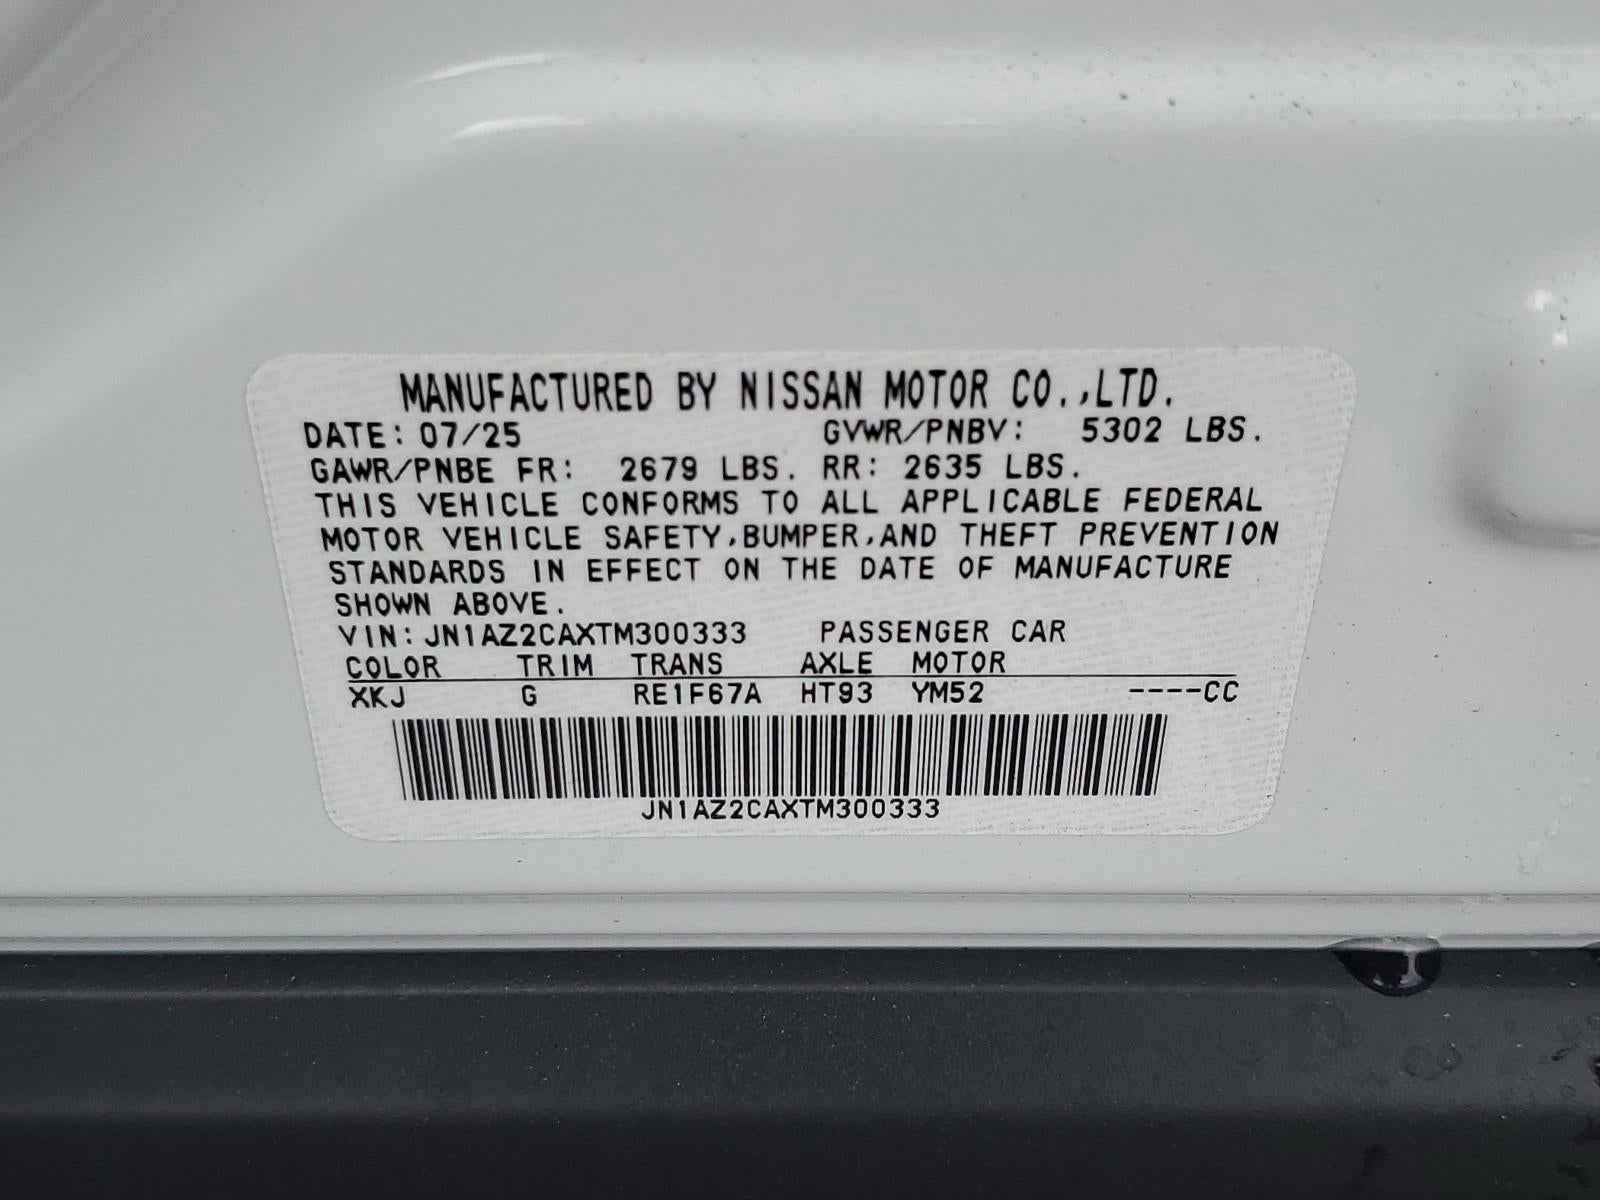 MANUFACTURED BY NISSAN MOTOR CO.,LTD.
DATE: 07/25 GVWR/PNBV: 5302 LBS.
GAWR/PNBE FR: 2679 LBS. RR: 2635 LBS.
THIS VEHICLE CONFORMS TO ALL APPLICABLE FEDERAL
MOTOR VEHICLE SAFETY,BUMPER,AND THEFT PREVENTION
STANDARDS IN EFFECT ON THE DATE OF MANUFACTURE
SHOWN ABOVE.
VIN: JN1AZ2CAXTM300333 PASSENGER CAR
COLOR TRIM TRANS AXLE MOTOR
XKJ G RE1F67A HT93 YM52 ----CC
JN1AZ2CAXTM300333